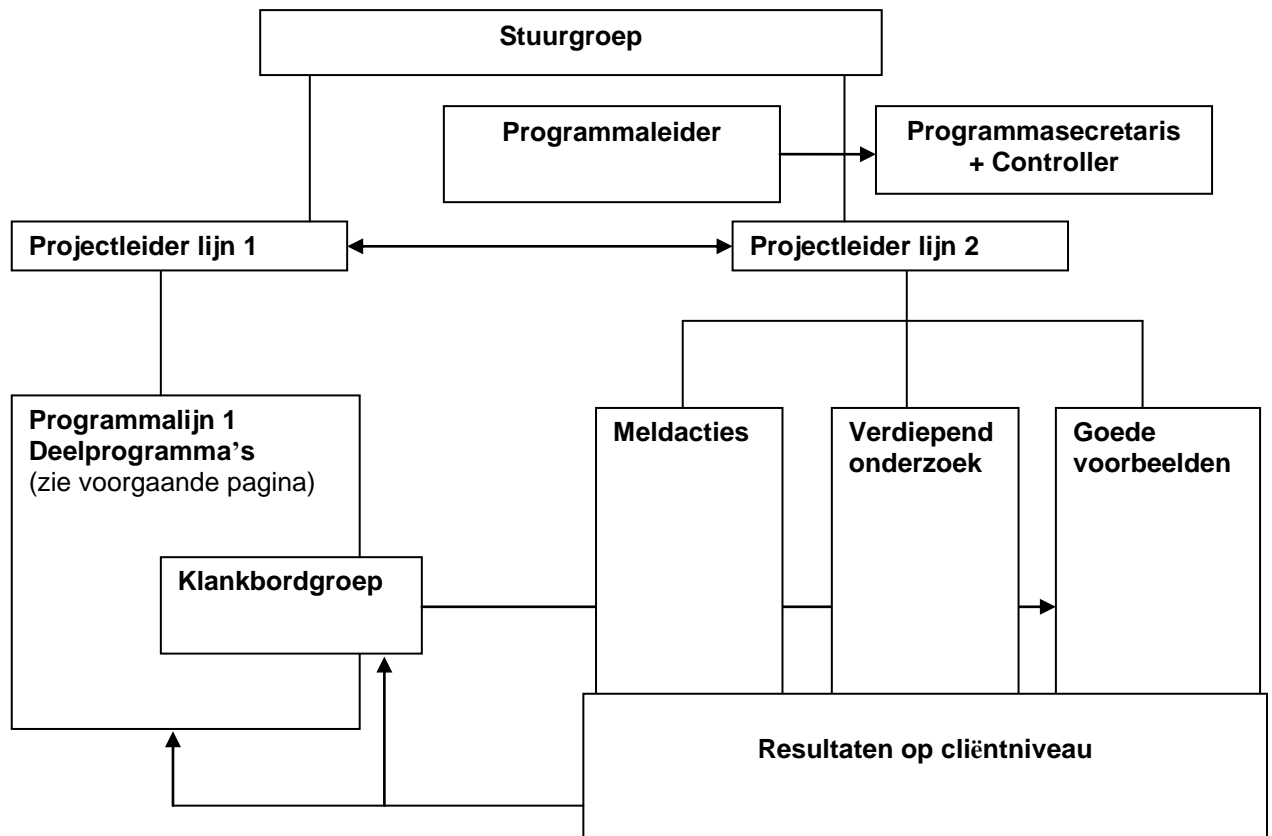 Stuurgroep
Programmaleider
Programmasecretaris
+ Controller
Projectleider lijn 1
Projectleider lijn 2
Programmalijn 1
Deelprogramma’s
(zie voorgaande pagina)
Klankbordgroep
Meldacties
Verdiepend
onderzoek
Goede
voorbeelden
Resultaten op cliëntniveau